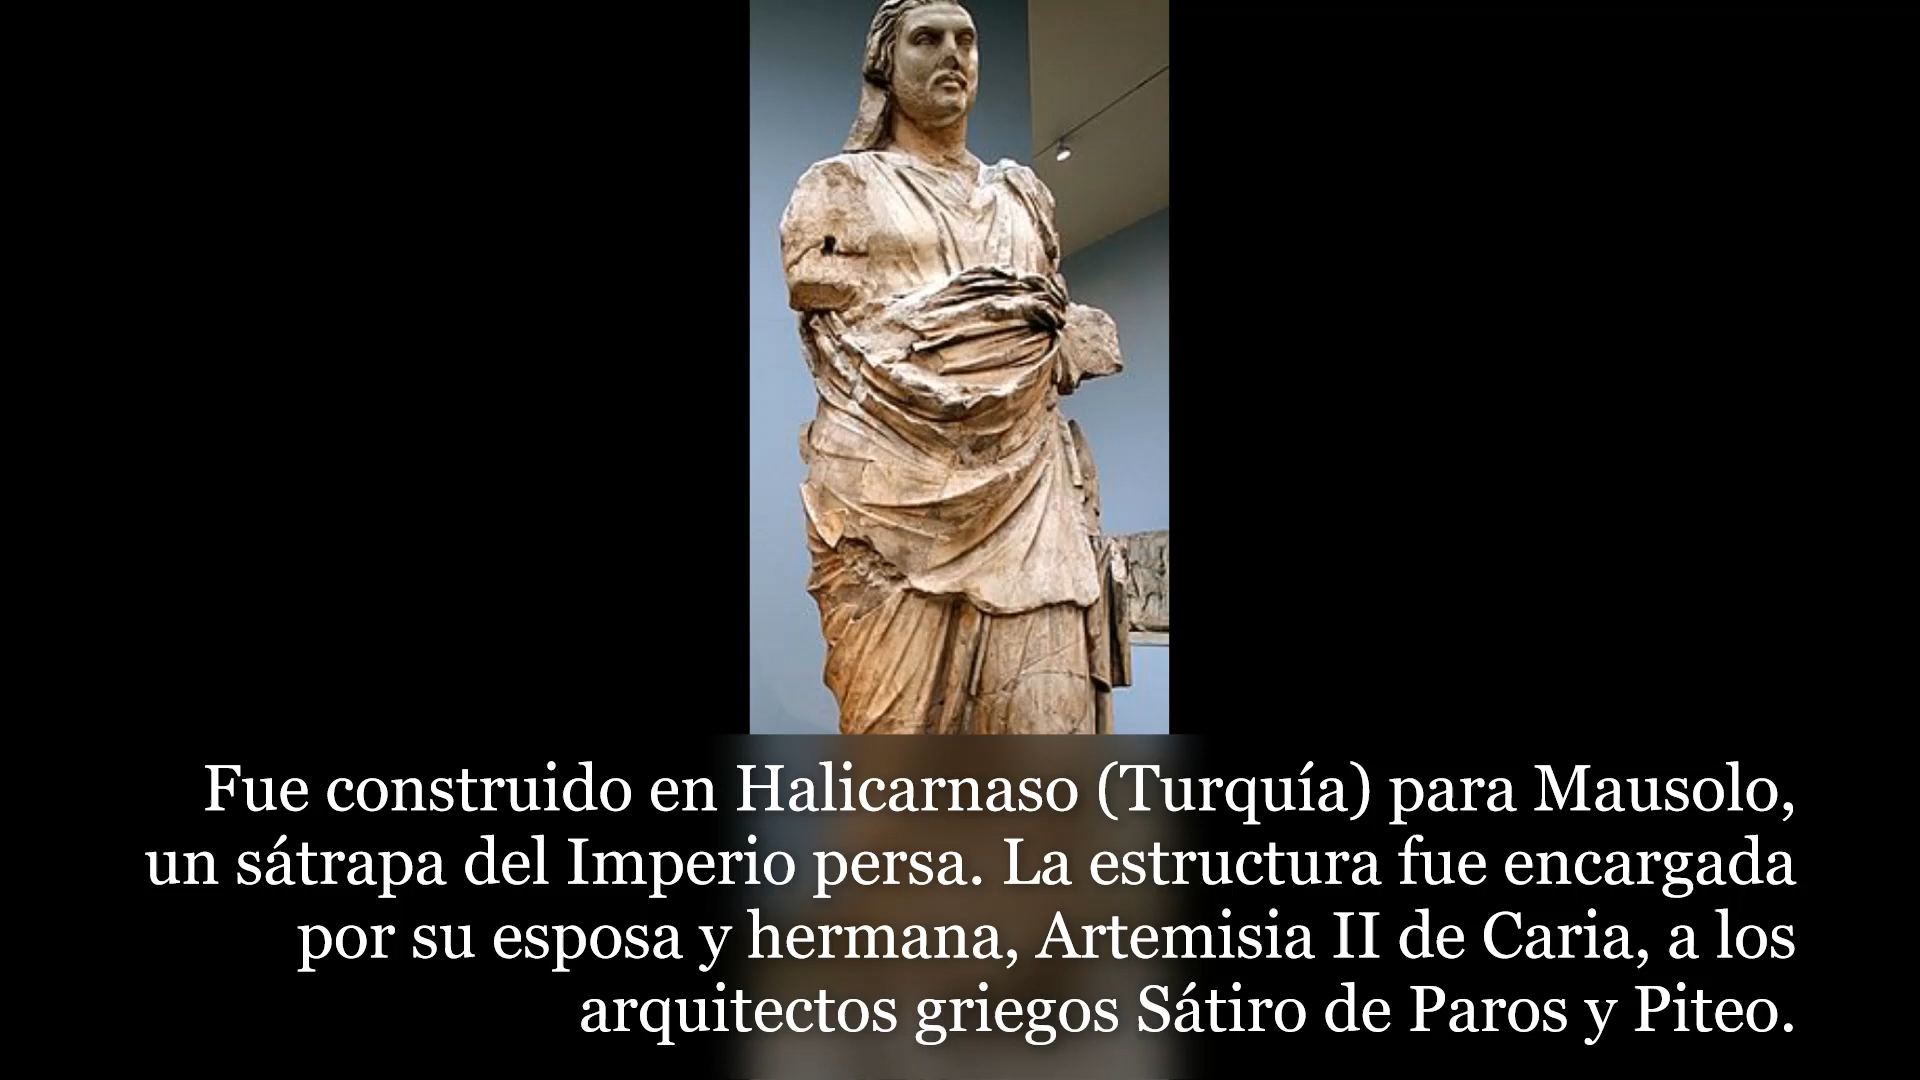 Fue construido en Halicarnaso (Turquía) para Mausolo,
un sátrapa del Imperio persa. La estructura fue encargada
por su esposa y hermana, Artemisia II de Caria, a los
arquitectos griegos Sátiro de Paros y Piteo.